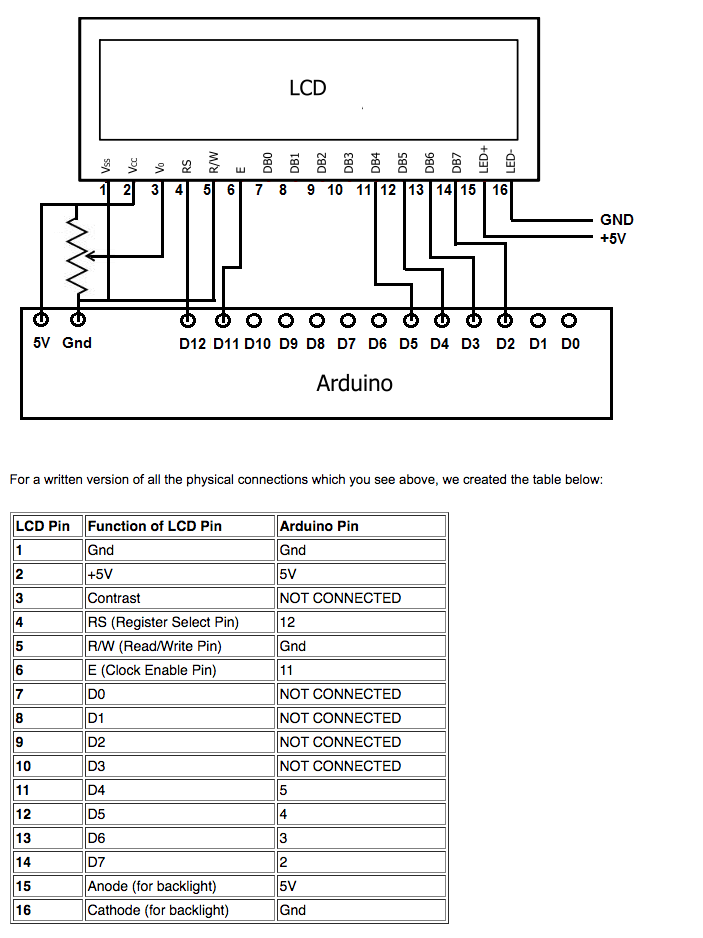 LCD
Vss Vcc Vo RS R/W E DB0 DB1 DB2 DB3 DB4 DB5 DB6 DB7 LED+ LED-
1 2 3 4 5 6 7 8 9 10 11 12 13 14 15 16
GND
+5V
5V Gnd D12 D11 D10 D9 D8 D7 D6 D5 D4 D3 D2 D1 D0
Arduino
For a written version of all the physical connections which you see above, we created the table below:
LCD Pin Function of LCD Pin Arduino Pin
1 Gnd Gnd
2 +5V 5V
3 Contrast NOT CONNECTED
4 RS (Register Select Pin) 12
5 R/W (Read/Write Pin) Gnd
6 E (Clock Enable Pin) 11
7 D0 NOT CONNECTED
8 D1 NOT CONNECTED
9 D2 NOT CONNECTED
10 D3 NOT CONNECTED
11 D4 5
12 D5 4
13 D6 3
14 D7 2
15 Anode (for backlight) 5V
16 Cathode (for backlight) Gnd